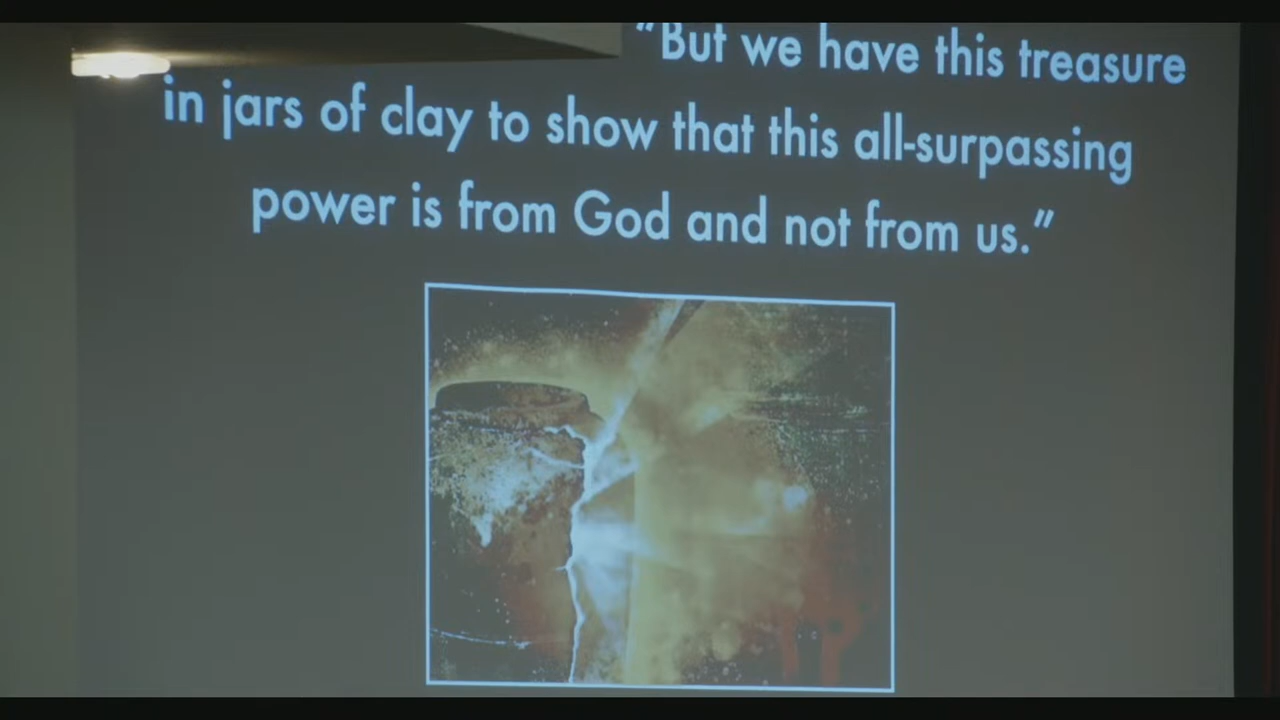 “But we have this treasure
in jars of clay to show that this all-surpassing
power is from God and not from us.”